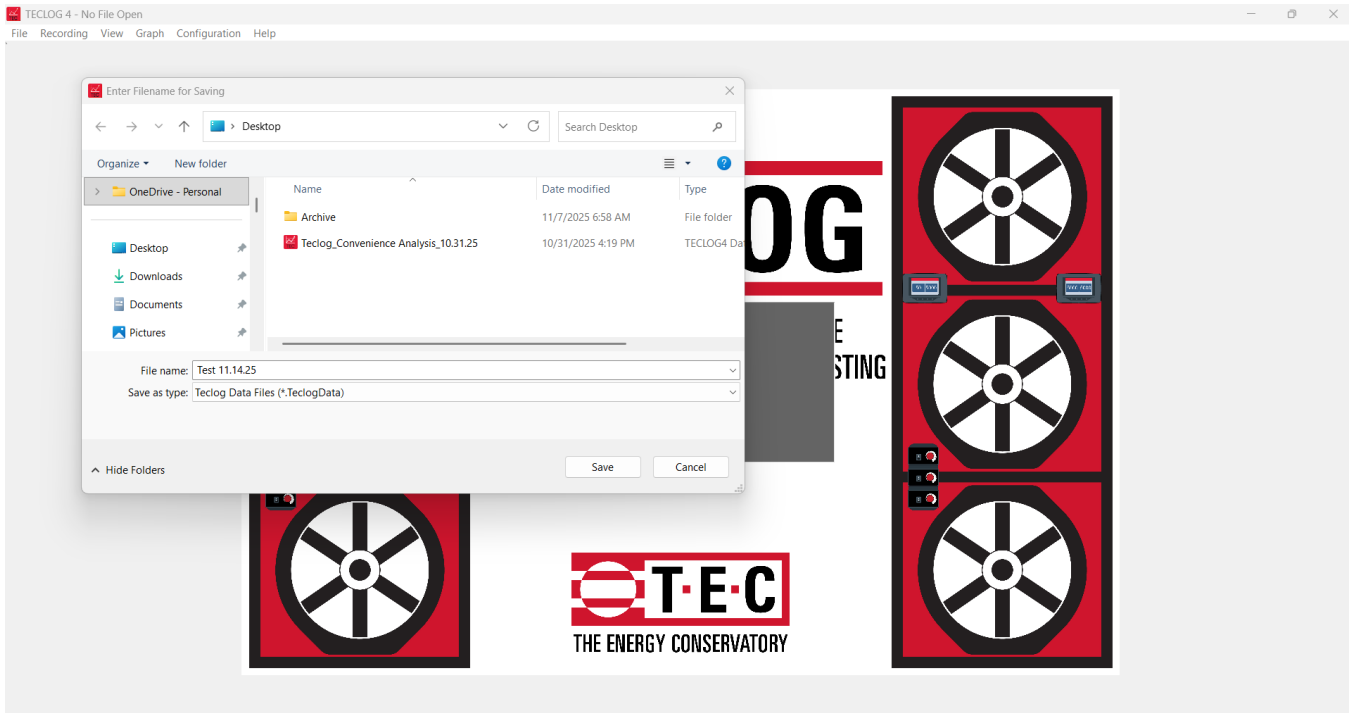 TECLOG 4 - No File Open
File Recording View Graph Configuration Help
Enter Filename for Saving
Desktop
Search Desktop
Organize New folder
OneDrive - Personal
Desktop
Downloads
Documents
Pictures
Name Date modified Type
Archive 11/7/2025 6:58 AM File folder
Teclog_Convenience Analysis_10.31.25 10/31/2025 4:19 PM TECLOG4 Da
File name: Test 11.14.25
Save as type: Teclog Data Files (*.TeclogData)
Hide Folders
Save Cancel
OG
E
STING
T·E·C
THE ENERGY CONSERVATORY